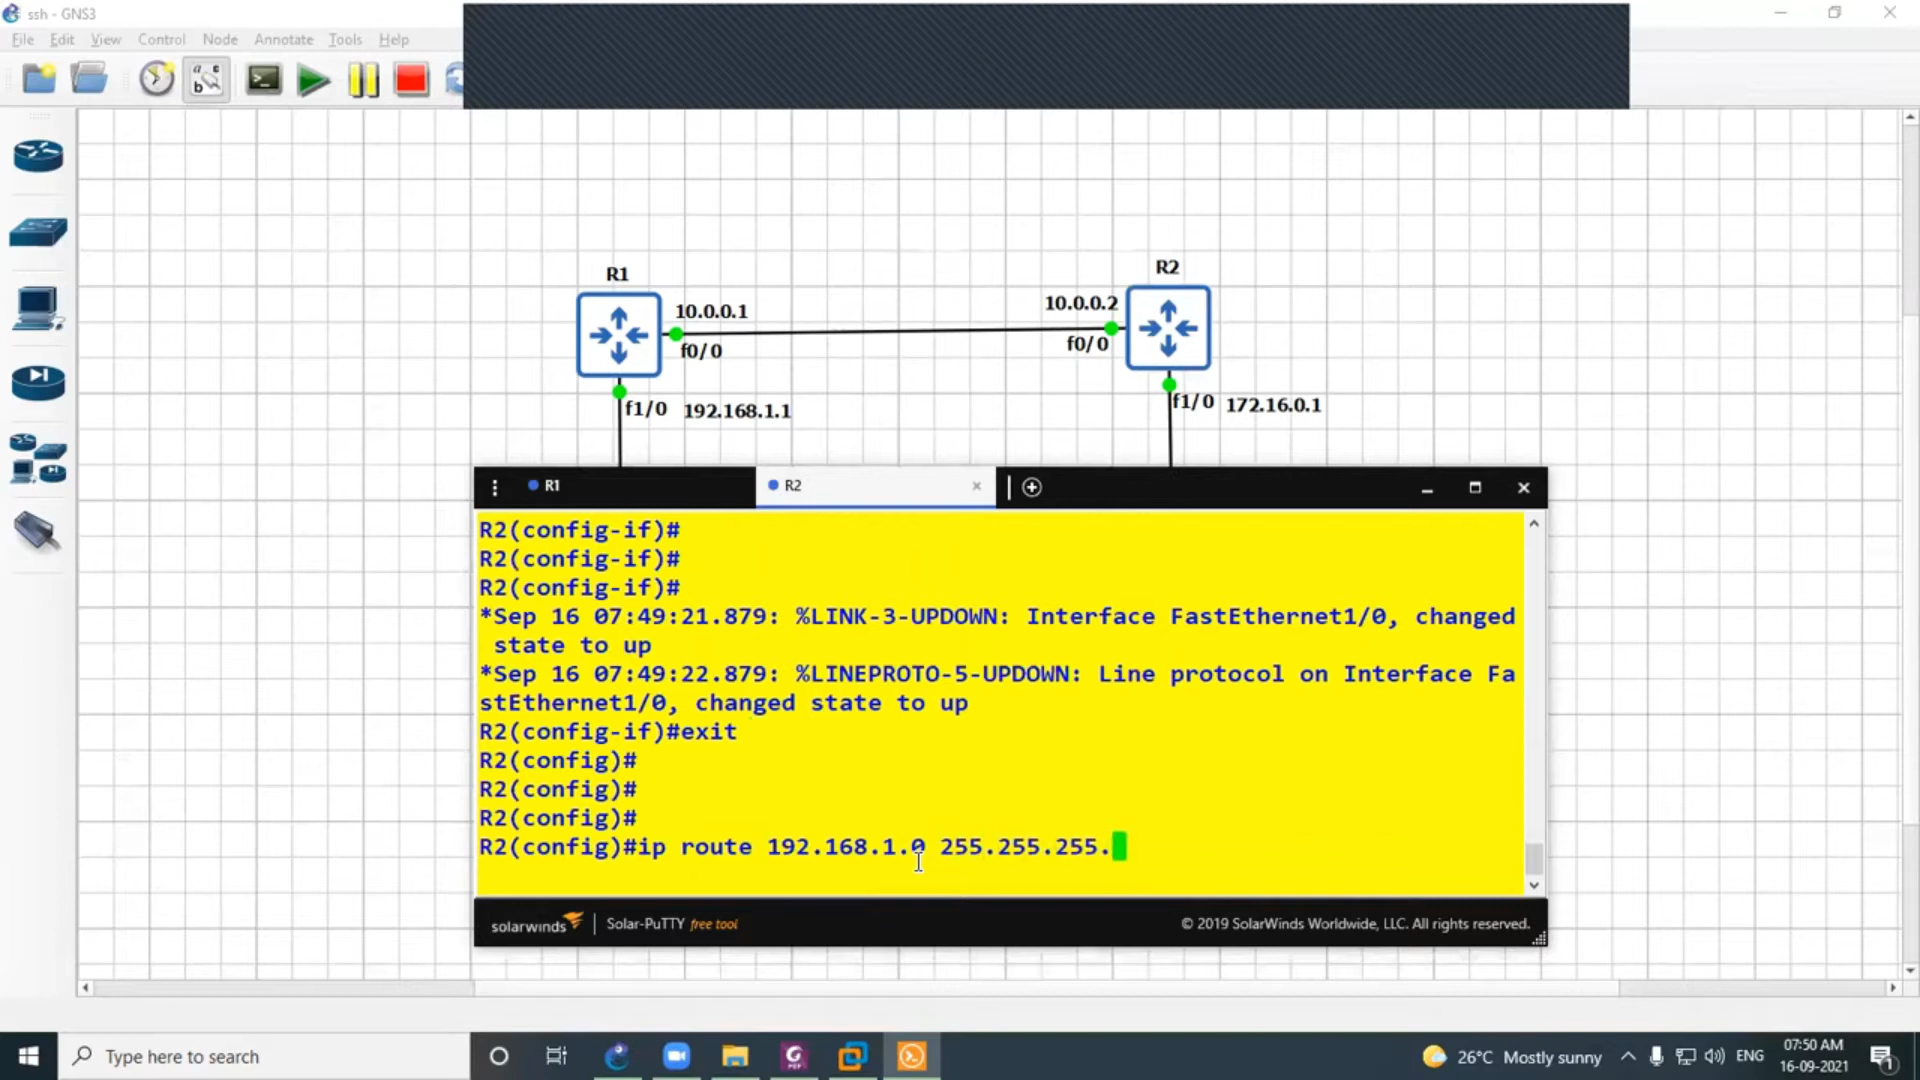 ssh - GNS3
File Edit View Control Node Annotate Tools Help
R1
R2
10.0.0.1
10.0.0.2
f0/0
f0/0
f1/0 192.168.1.1
f1/0 172.16.0.1
R1
R2
R2(config-if)#
R2(config-if)#
R2(config-if)#
*Sep 16 07:49:21.879: %LINK-3-UPDOWN: Interface FastEthernet1/0, changed
state to up
*Sep 16 07:49:22.879: %LINEPROTO-5-UPDOWN: Line protocol on Interface Fa
stEthernet1/0, changed state to up
R2(config-if)#exit
R2(config)#
R2(config)#
R2(config)#
R2(config)#ip route 192.168.1.0 255.255.255.
solarwinds
Solar-PuTTY free tool
© 2019 SolarWinds Worldwide, LLC. All rights reserved.
Type here to search
26°C Mostly sunny
ENG
07:50 AM
16-09-2021
1